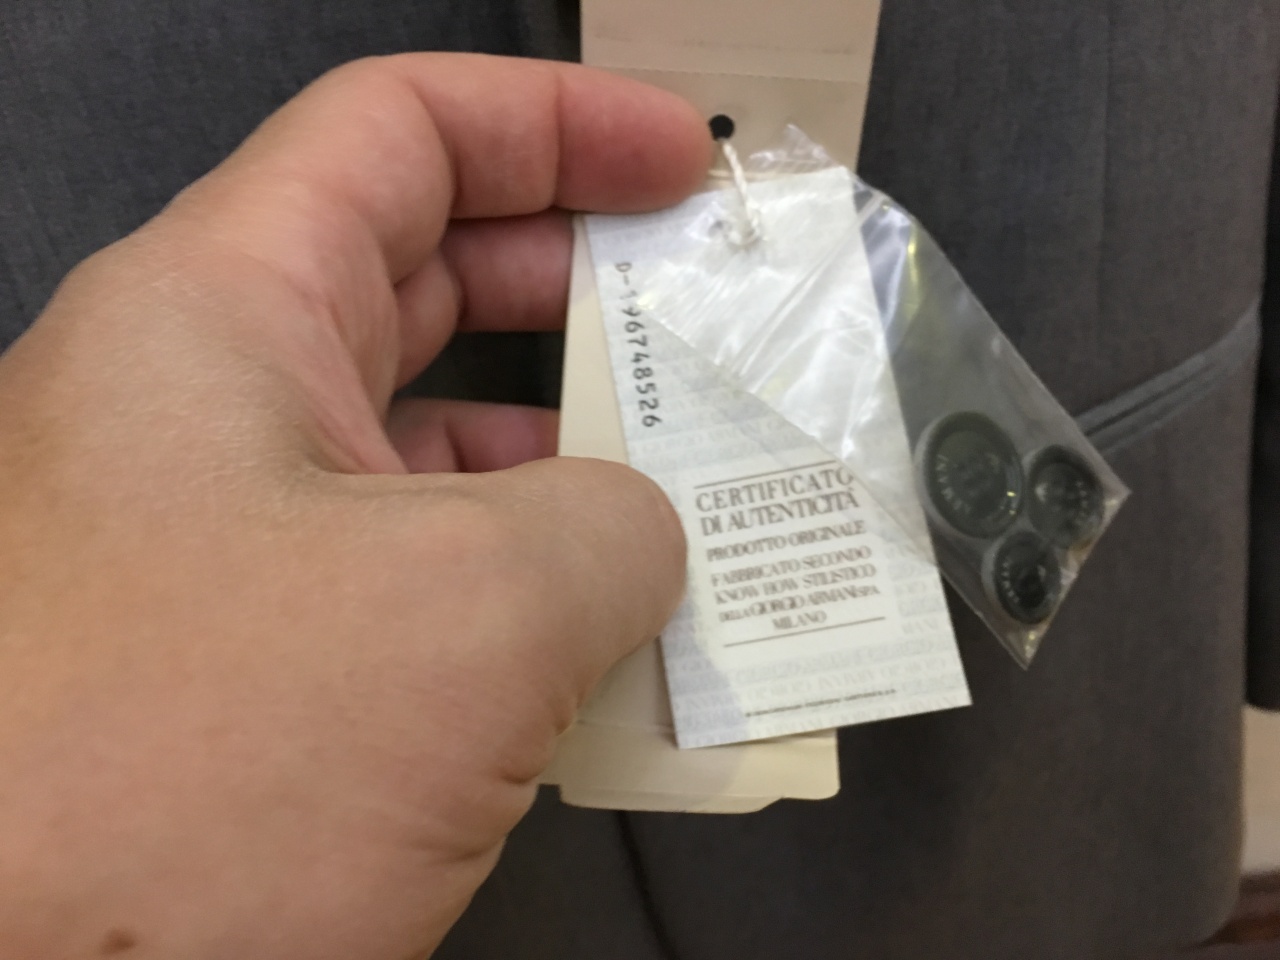 D-196748526
CERTIFICATO
DI AUTENTICITÀ
PRODOTTO ORIGINALE
FABBRICATO SECONDO
KNOW HOW STILISTICO
DELLA GIORGIO ARMANI SPA
MILANO